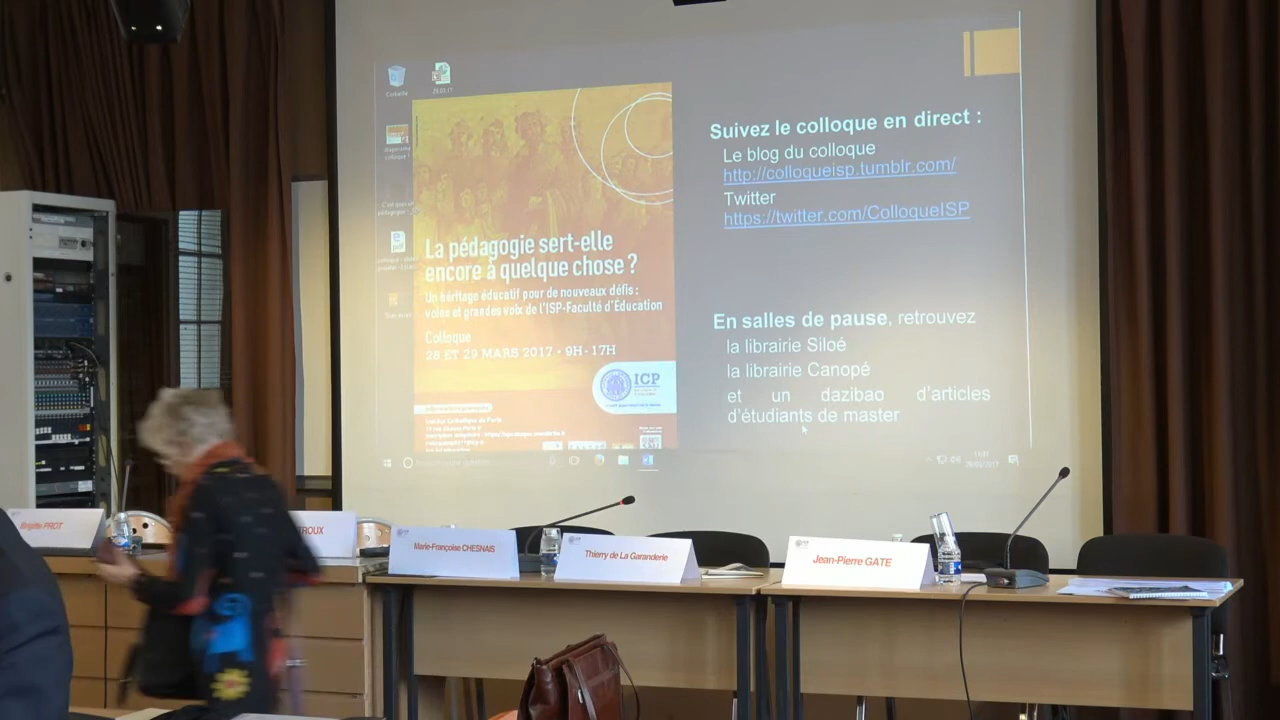 Corbeille
29.03.17
La pédagogie sert-elle
encore à quelque chose ?
Un héritage éducatif pour de nouveaux défis :
voies et grandes voix de l'ISP-Faculté d'Éducation
Colloque
28 ET 29 MARS 2017 • 9H-17H
ICP
Suivez le colloque en direct :
Le blog du colloque
http://colloqueisp.tumblr.com/
Twitter
https://twitter.com/ColloqueISP
En salles de pause, retrouvez
la librairie Siloé
la librairie Canopé
et un dazibao d'articles
d'étudiants de master
Brigitte PROT
ROUX
Marie-Françoise CHESNAIS
Thierry de La Garanderie
Jean-Pierre GATE